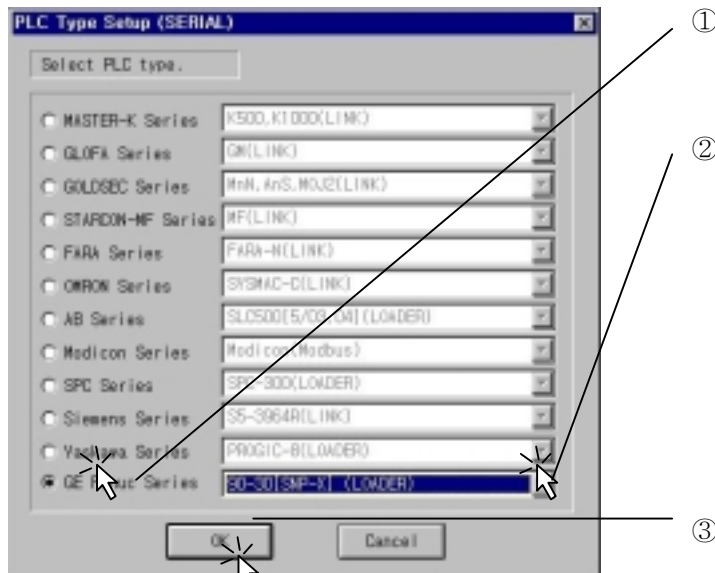 PLC Type Setup (SERIAL)
①
Select PLC type.
MASTER-K Series K500,K1000(LINK)
GLOFA Series GM(LINK)
②
GOLDSEC Series MnN,AnS,MOJ2(LINK)
STARCON-MF Series MF(LINK)
FARA Series FARA-N(LINK)
OMRON Series SYSMAC-C(LINK)
AB Series SLC500[5/03,04](LOADER)
Modicon Series Modicon(Modbus)
SPC Series SPC-300(LOADER)
Siemens Series S5-3964R(LINK)
Yaskawa Series PROGIC-8(LOADER)
GE Fanuc Series 90-30[SNP-X] (LOADER)
OK Cancel
③